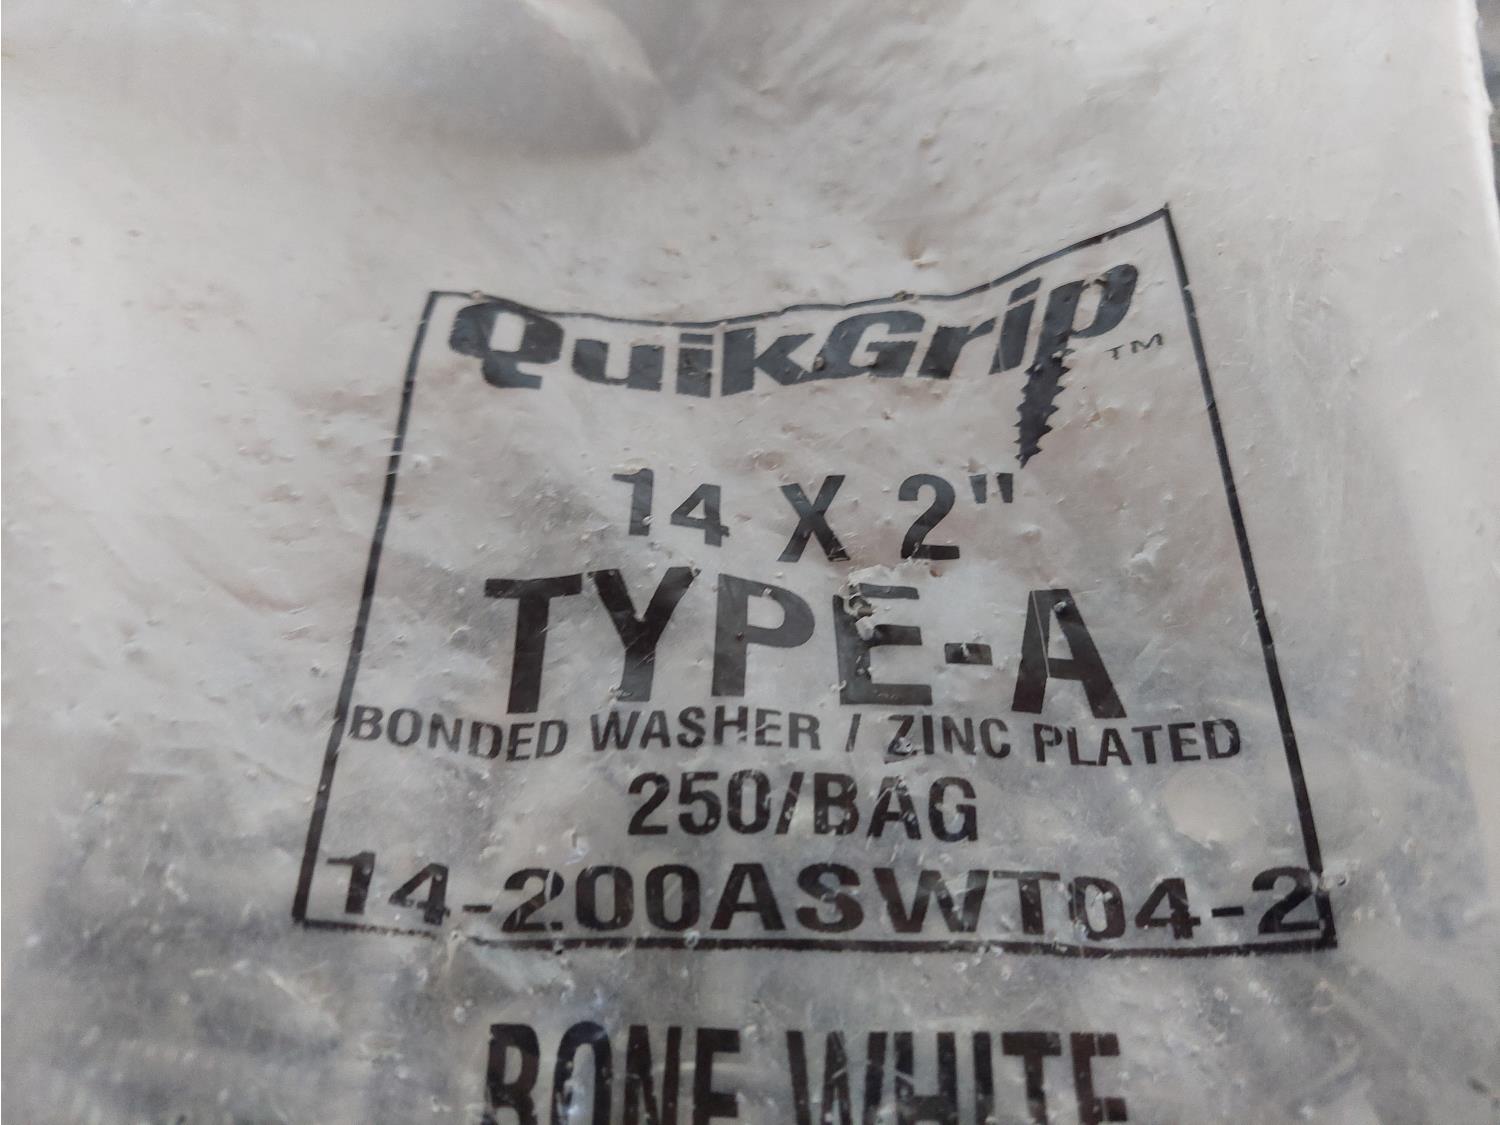 QuikGrip™
14 X 2"
TYPE-A
BONDED WASHER / ZINC PLATED
250/BAG
14-200ASWT04-2
BONE WHITE